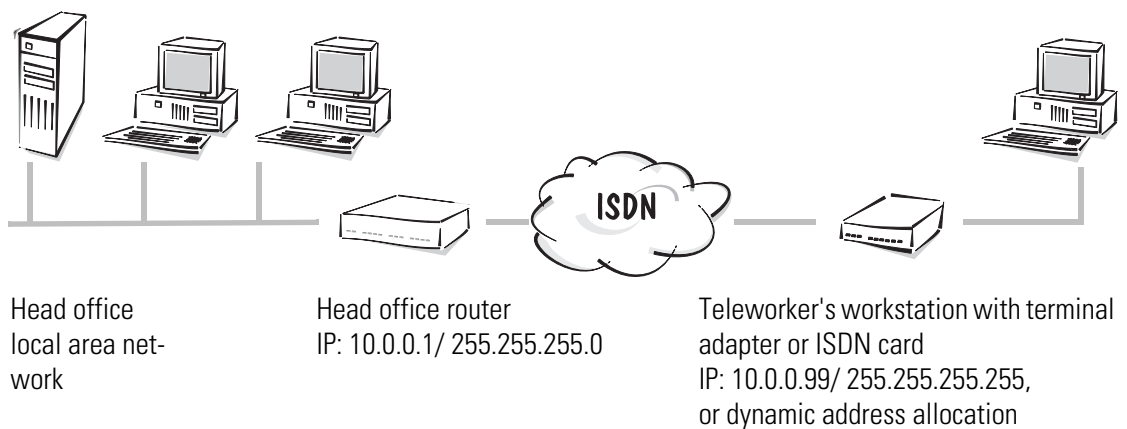 ISDN
Head office
local area net-
work
Head office router
IP: 10.0.0.1/ 255.255.255.0
Teleworker's workstation with terminal
adapter or ISDN card
IP: 10.0.0.99/ 255.255.255.255,
or dynamic address allocation